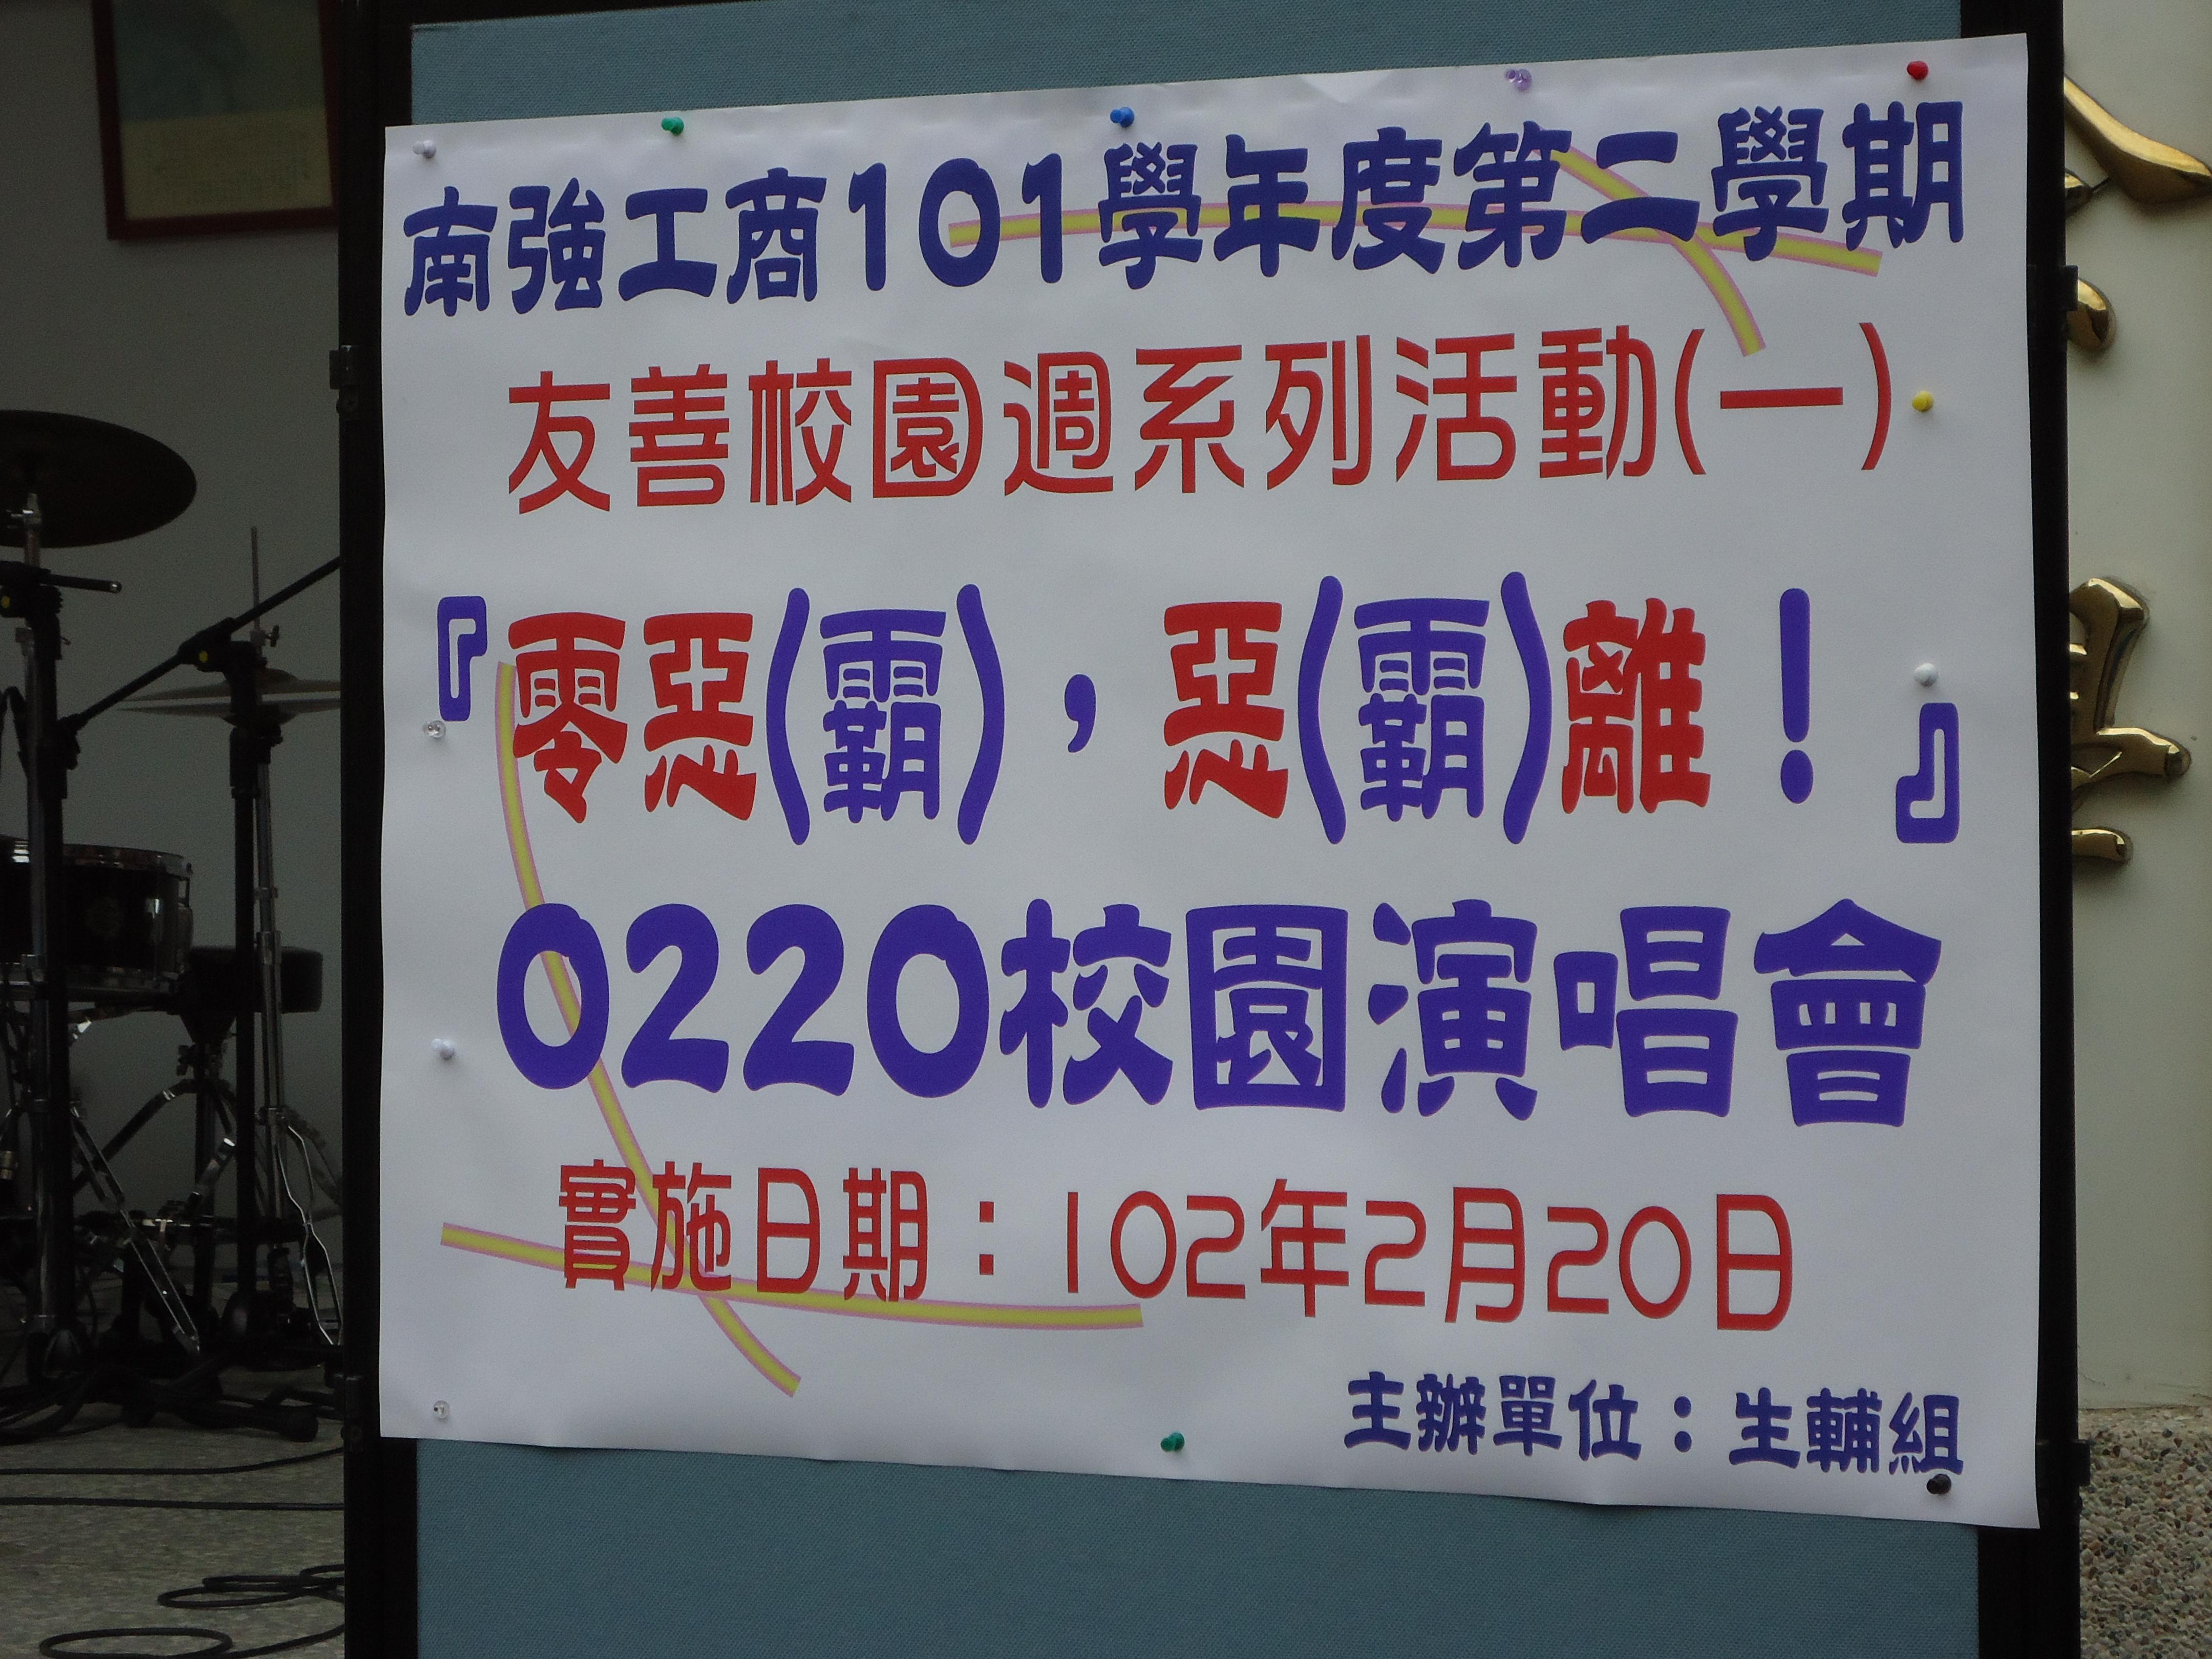 南強工商101學年度第二學期
友善校園週系列活動(一)
『零惡(霸)，惡(霸)離！』
0220校園演唱會
實施日期：102年2月20日
主辦單位：生輔組